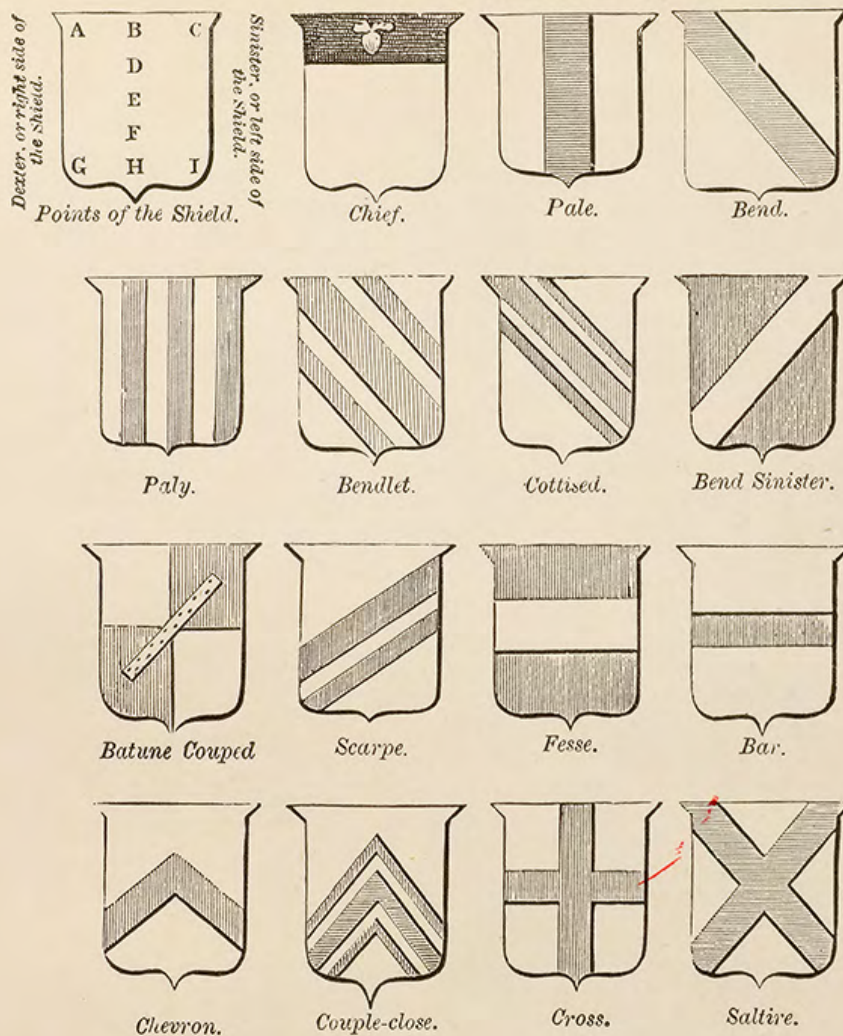 Dexter, or right side of
the Shield.
A B C
D
E
F
G H I
Sinister, or left side of
the Shield.
Points of the Shield.
Chief.
Pale.
Bend.
Paly.
Bendlet.
Cottised.
Bend Sinister.
Batune Couped
Scarpe.
Fesse.
Bar.
Chevron.
Couple-close.
Cross.
Saltire.